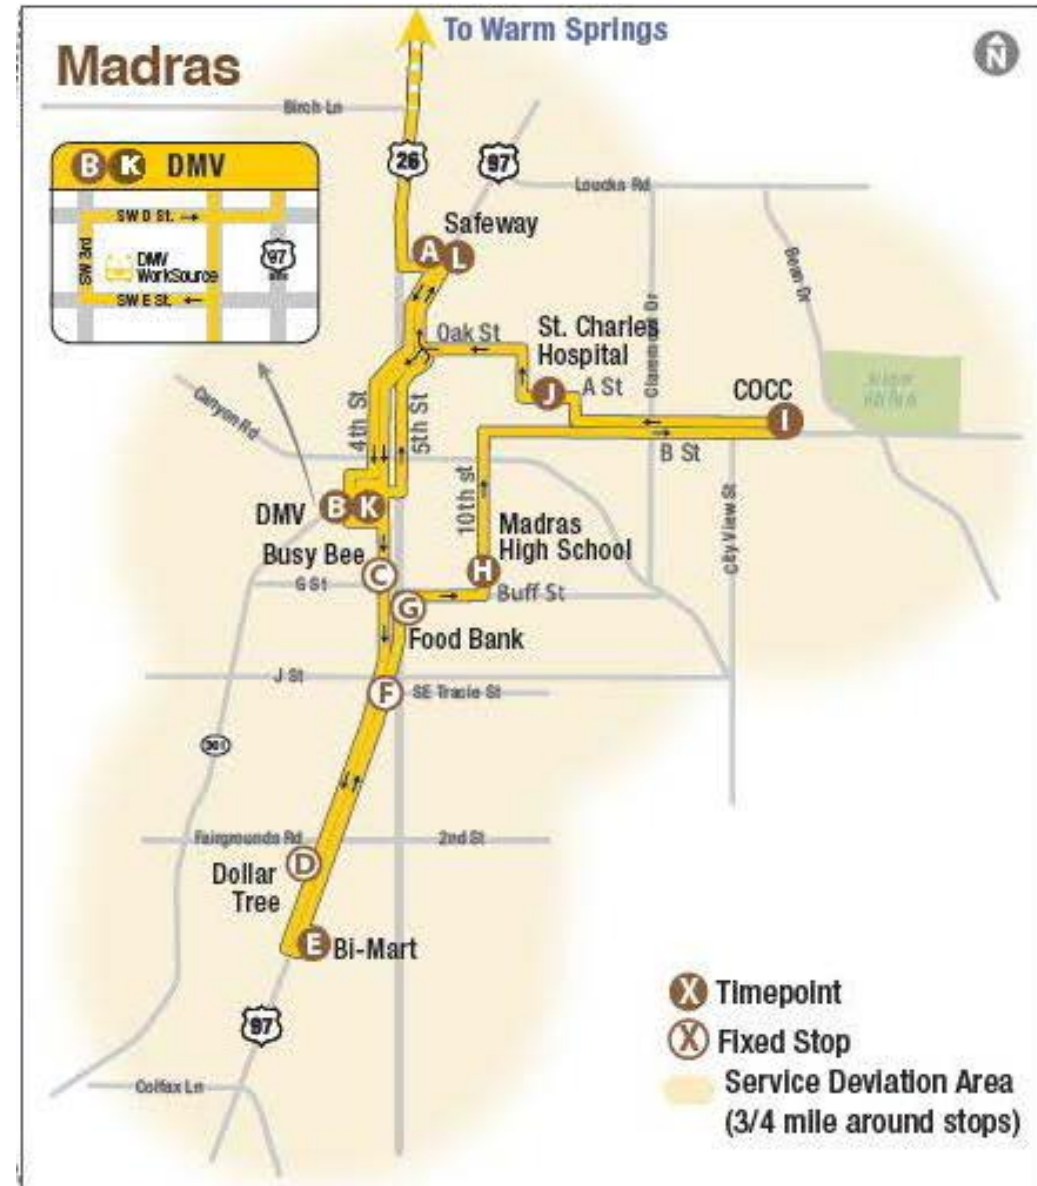 To Warm Springs
N
Madras
Birch Ln
B K DMV
26
97
Loucks Rd
SW D St.
SW 3rd
DMV
WorkSource
97
SW E St.
Safeway
A L
Bean Dr
Oak St
St. Charles
Hospital
J
A St
COCC
I
Canyon Rd
4th St
5th St
B St
10th st
City View St
DMV
B K
Madras
High School
H
Busy Bee
C
G St
Buff St
G
Food Bank
J St
F
SE Tracie St
361
Fairgrounds Rd
2nd St
D
Dollar
Tree
E
Bi-Mart
97
Colfax Ln
X Timepoint
X Fixed Stop
Service Deviation Area
(3/4 mile around stops)